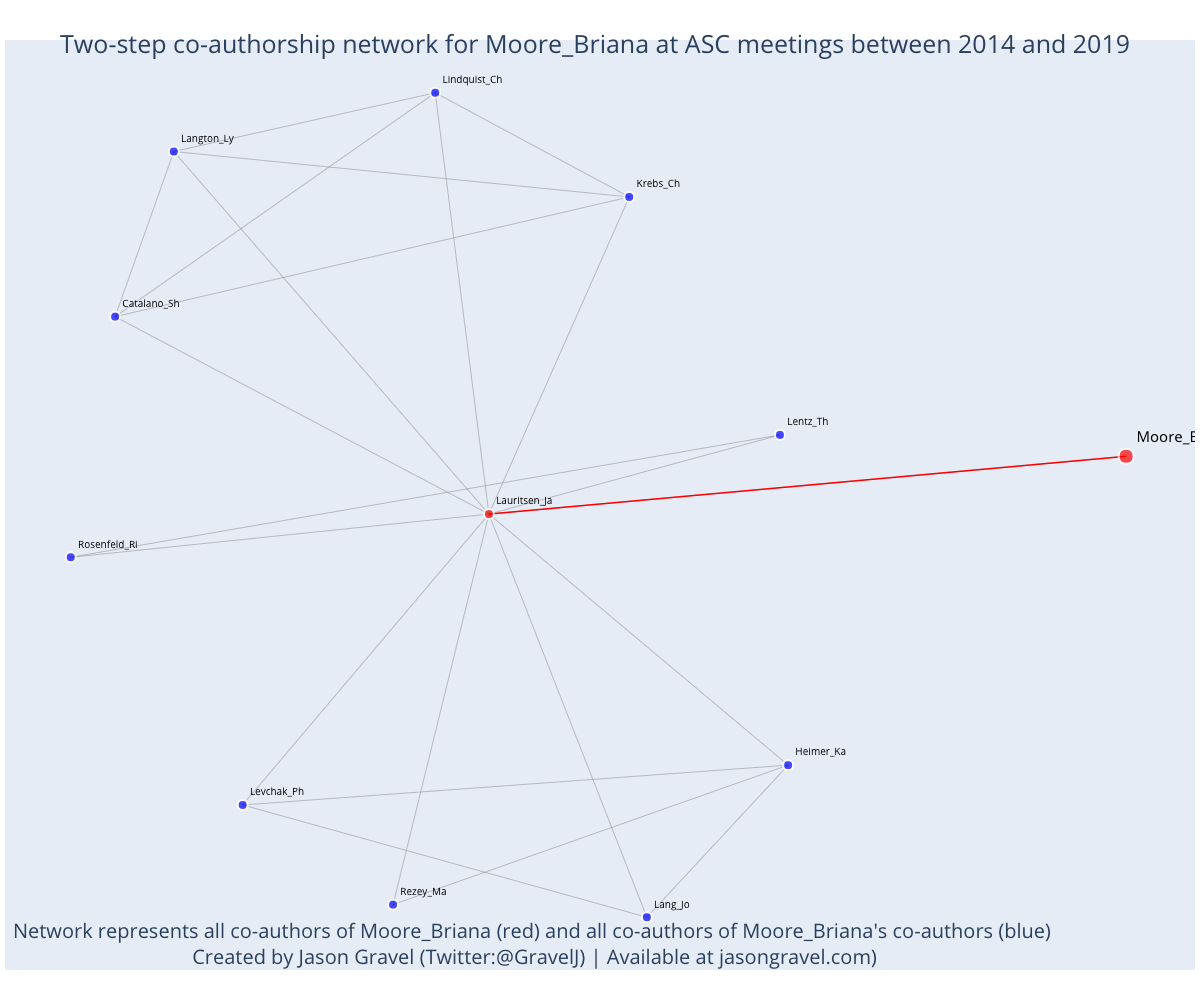 Two-step co-authorship network for Moore_Briana at ASC meetings between 2014 and 2019
Lindquist_Ch
Langton_Ly
Krebs_Ch
Catalano_Sh
Lentz_Th
Moore_B
Lauritsen_Ja
Rosenfeld_Ri
Heimer_Ka
Levchak_Ph
Rezey_Ma
Lang_Jo
Network represents all co-authors of Moore_Briana (red) and all co-authors of Moore_Briana's co-authors (blue)
Created by Jason Gravel (Twitter:@GravelJ) | Available at jasongravel.com)